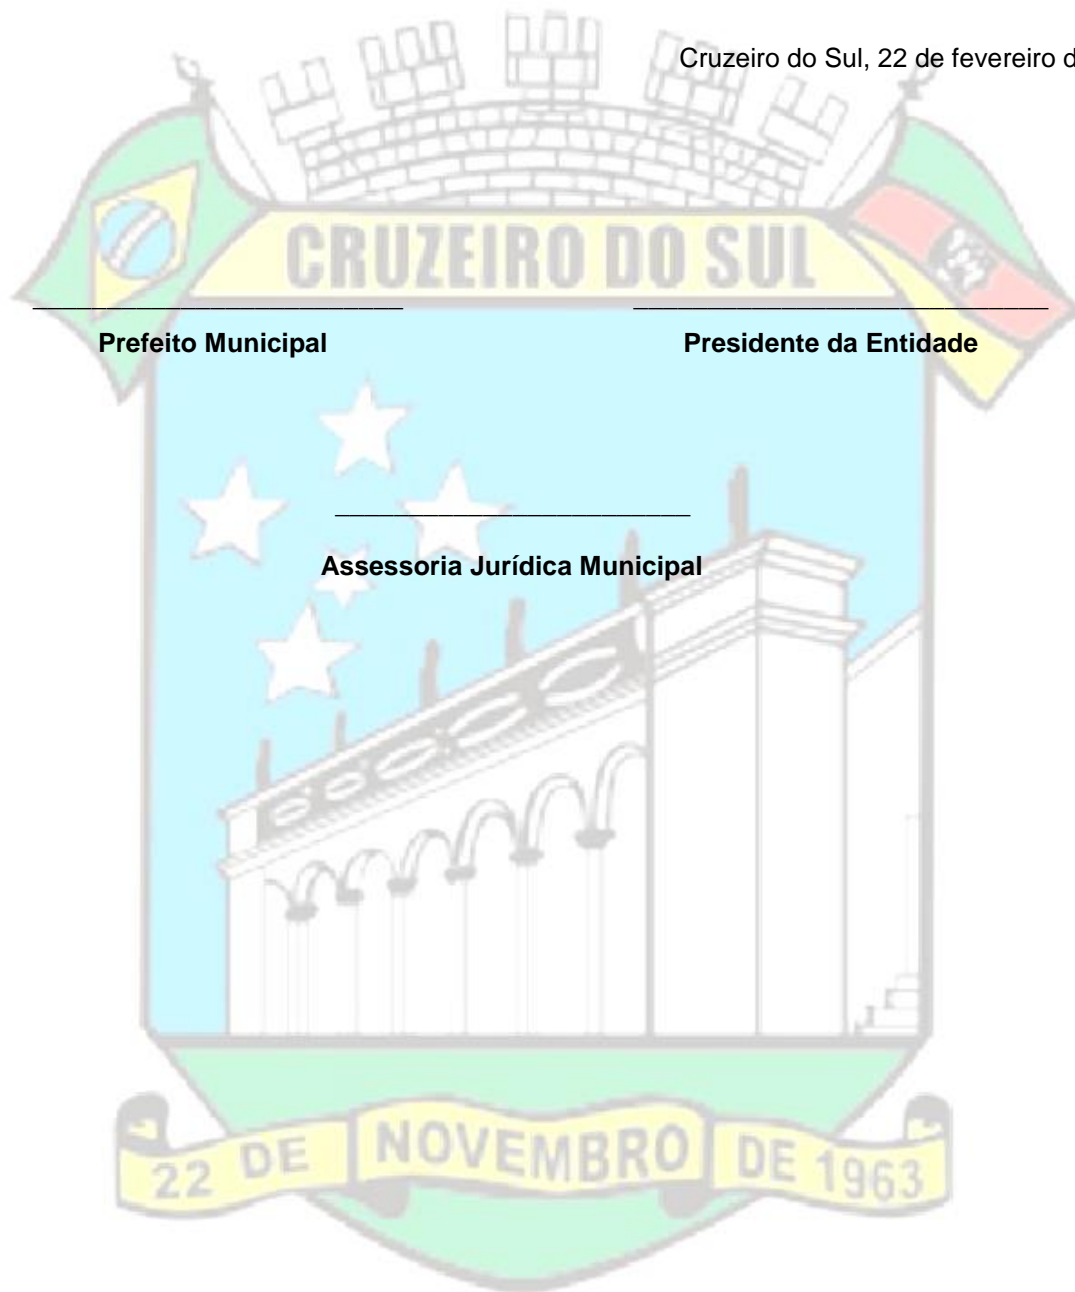 Cruzeiro do Sul, 22 de fevereiro d
CRUZEIRO DO SUL
Prefeito Municipal Presidente da Entidade
Assessoria Jurídica Municipal
22 DE NOVEMBRO DE 1963